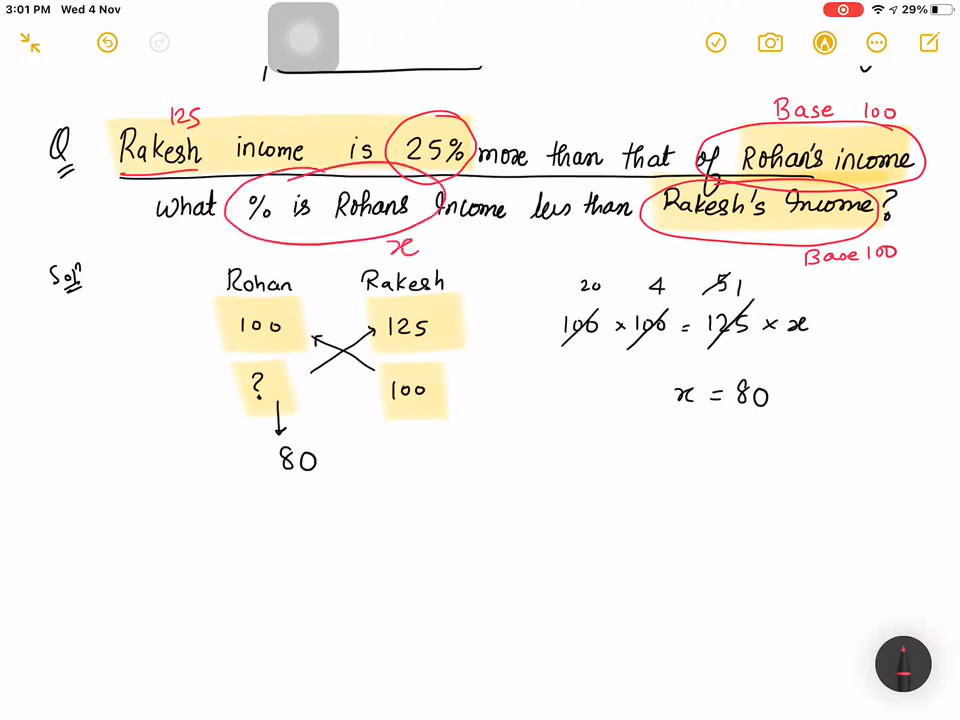 3:01 PM Wed 4 Nov 29%
125 Base 100
Q Rakesh income is 25% more than that of Rohan's income
What % is Rohans Income less than Rakesh's Income?
x Base 100
Solⁿ Rohan Rakesh 20 4 5 1
100 125 100 × 100 = 125 × x
? 100 x = 80
80